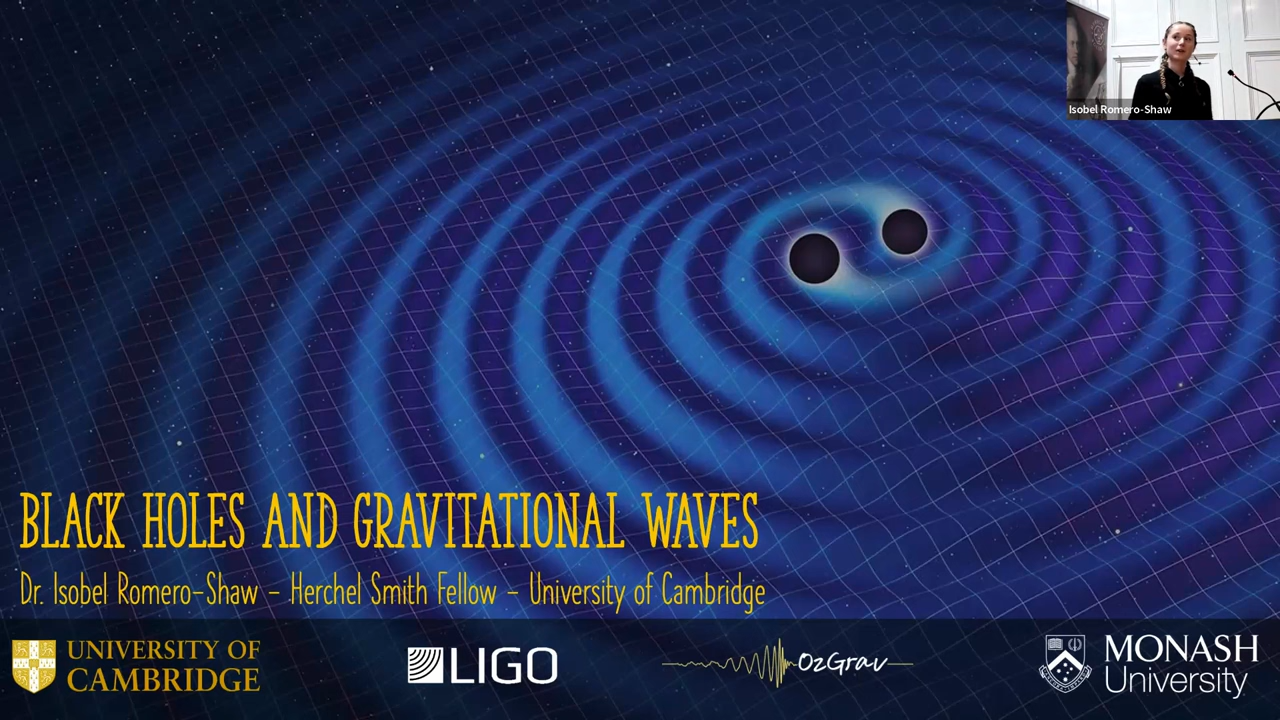 Isobel Romero-Shaw
BLACK HOLES AND GRAVITATIONAL WAVES
Dr. Isobel Romero-Shaw - Herchel Smith Fellow - University of Cambridge
UNIVERSITY OF
CAMBRIDGE
LIGO
OzGrav
MONASH
University